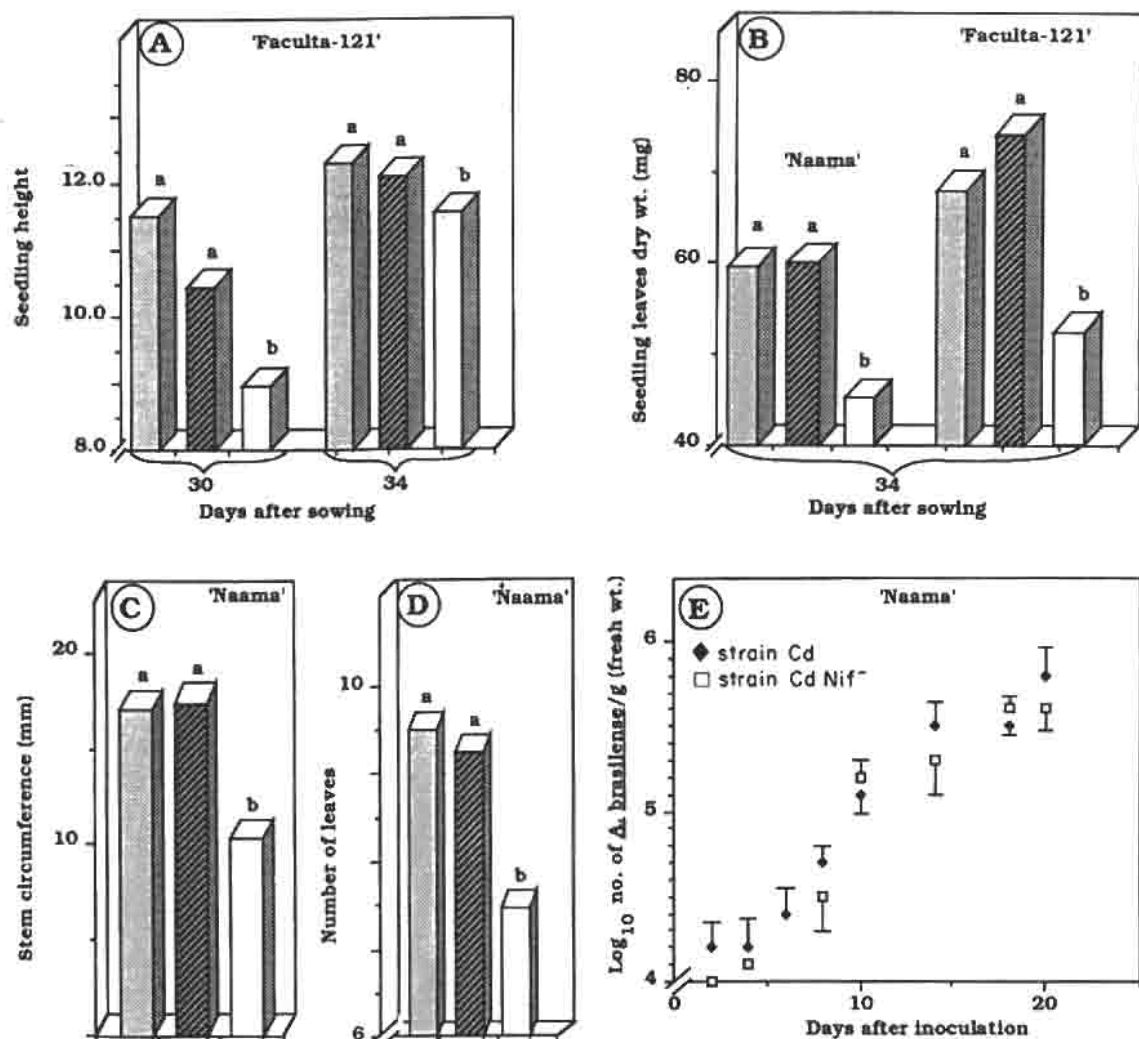 A
'Faculta-121'
Seedling height
12.0
10.0
8.0
a
a
b
a
a
b
30
34
Days after sowing
B
'Faculta-121'
'Naama'
Seedling leaves dry wt. (mg)
80
60
40
a
a
b
a
a
b
34
Days after sowing
C
'Naama'
Stem circumference (mm)
20
10
a
a
b
D
'Naama'
Number of leaves
10
6
a
a
b
E
'Naama'
strain Cd
strain Cd Nif⁻
Log₁₀ no. of A. brasilense/g (fresh wt.)
6
5
4
0
10
20
Days after inoculation